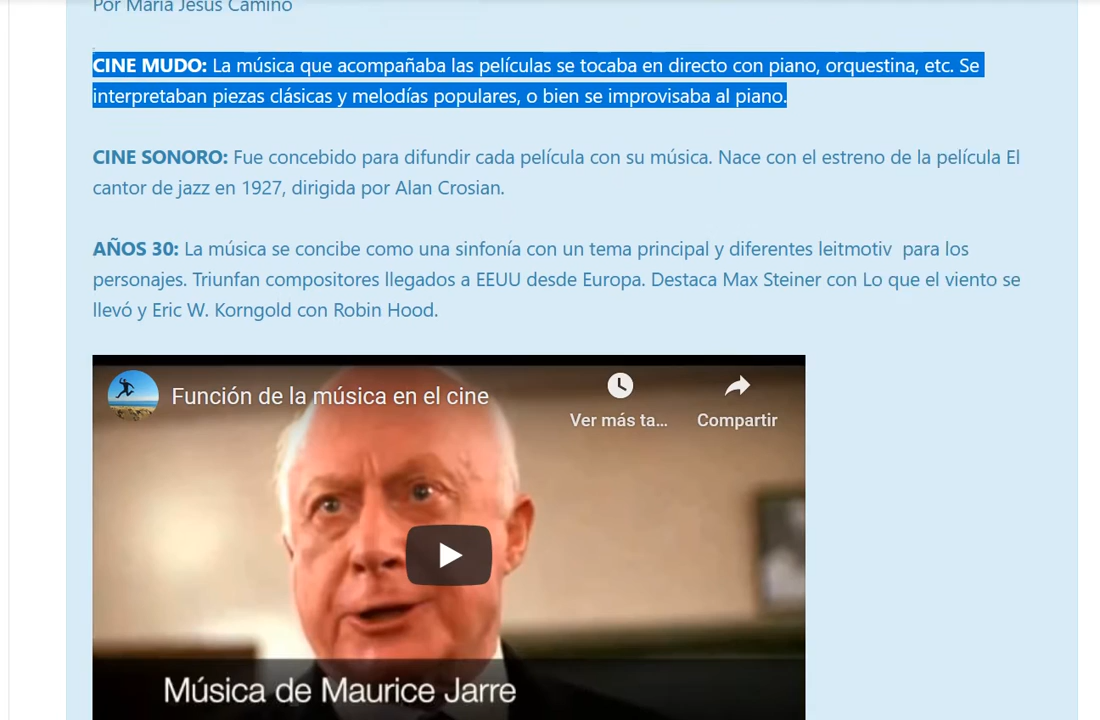 Por María Jesús Camino
CINE MUDO: La música que acompañaba las películas se tocaba en directo con piano, orquestina, etc. Se
interpretaban piezas clásicas y melodías populares, o bien se improvisaba al piano.
CINE SONORO: Fue concebido para difundir cada película con su música. Nace con el estreno de la película El
cantor de jazz en 1927, dirigida por Alan Crosian.
AÑOS 30: La música se concibe como una sinfonía con un tema principal y diferentes leitmotiv para los
personajes. Triunfan compositores llegados a EEUU desde Europa. Destaca Max Steiner con Lo que el viento se
llevó y Eric W. Korngold con Robin Hood.
Función de la música en el cine
Ver más ta... Compartir
Música de Maurice Jarre